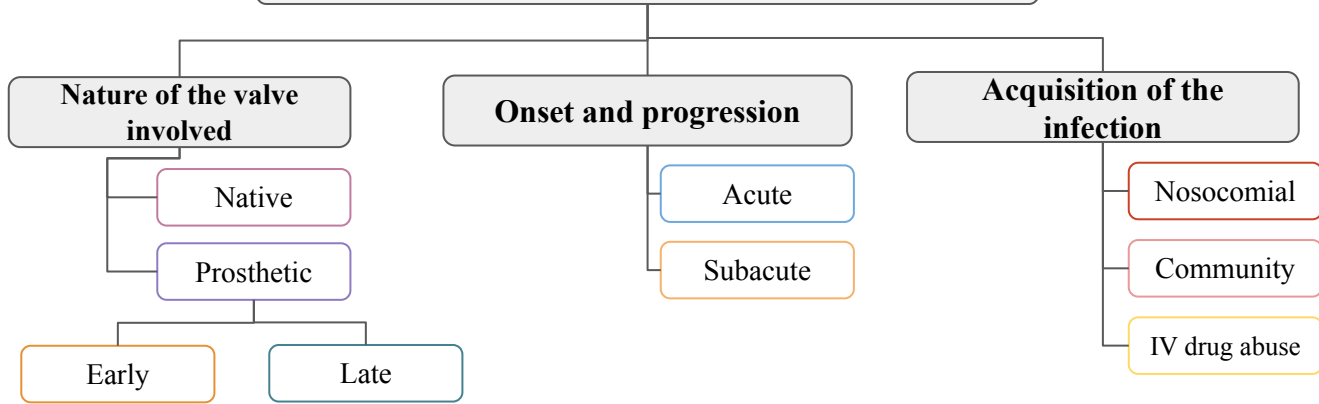 Nature of the valve
involved
Onset and progression
Acquisition of the
infection
Native
Prosthetic
Early
Late
Acute
Subacute
Nosocomial
Community
IV drug abuse